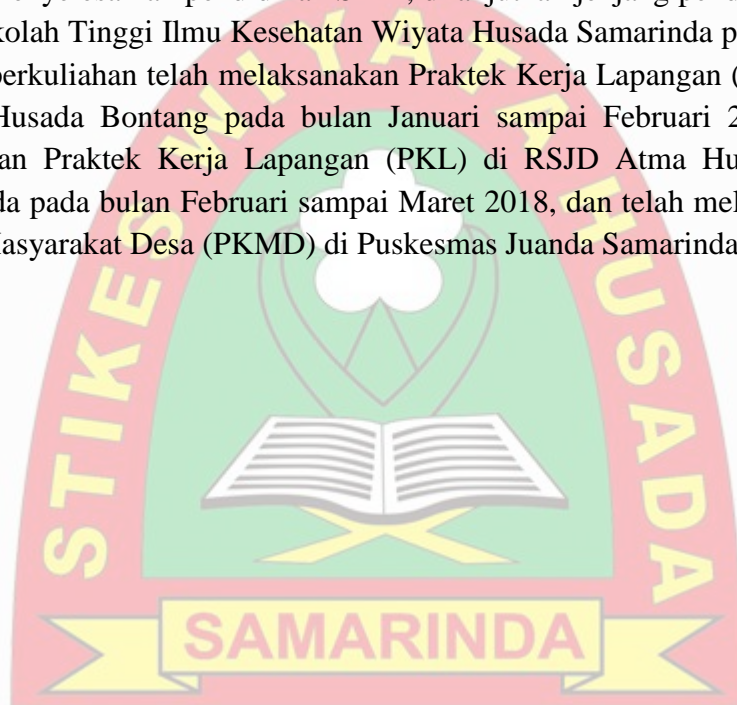 kolah Tinggi Ilmu Kesehatan Wiyata Husada Samarinda p
perkuliahan telah melaksanakan Praktek Kerja Lapangan (
Husada Bontang pada bulan Januari sampai Februari 2
an Praktek Kerja Lapangan (PKL) di RSJD Atma Hu
da pada bulan Februari sampai Maret 2018, dan telah mel
Masyarakat Desa (PKMD) di Puskesmas Juanda Samarinda
STIKES WIYATA HUSADA
SAMARINDA